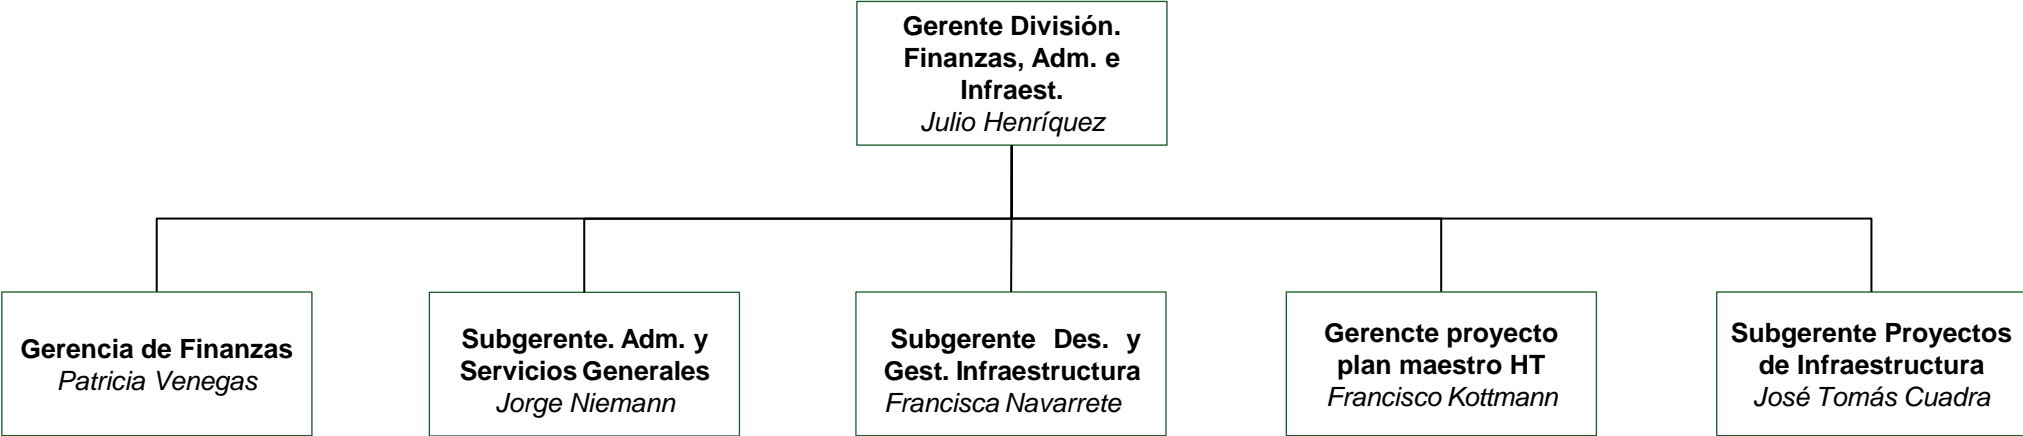 Gerente División.
Finanzas, Adm. e
Infraest.
Julio Henríquez
Gerencia de Finanzas
Patricia Venegas
Subgerente. Adm. y
Servicios Generales
Jorge Niemann
Subgerente Des. y
Gest. Infraestructura
Francisca Navarrete
Gerencte proyecto
plan maestro HT
Francisco Kottmann
Subgerente Proyectos
de Infraestructura
José Tomás Cuadra